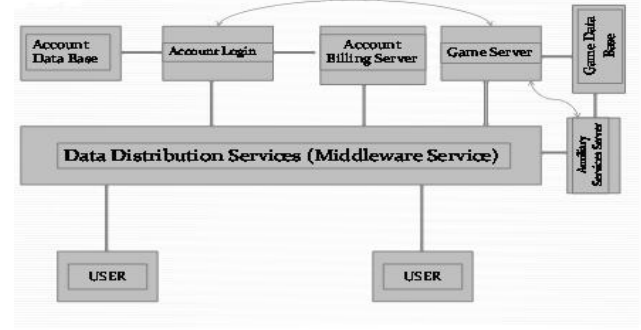 Account
Data Base
Account Login
Account
Billing Server
Game Server
Game Data
Base
Data Distribution Services (Middleware Service)
Auxiliary
Services Server
USER
USER